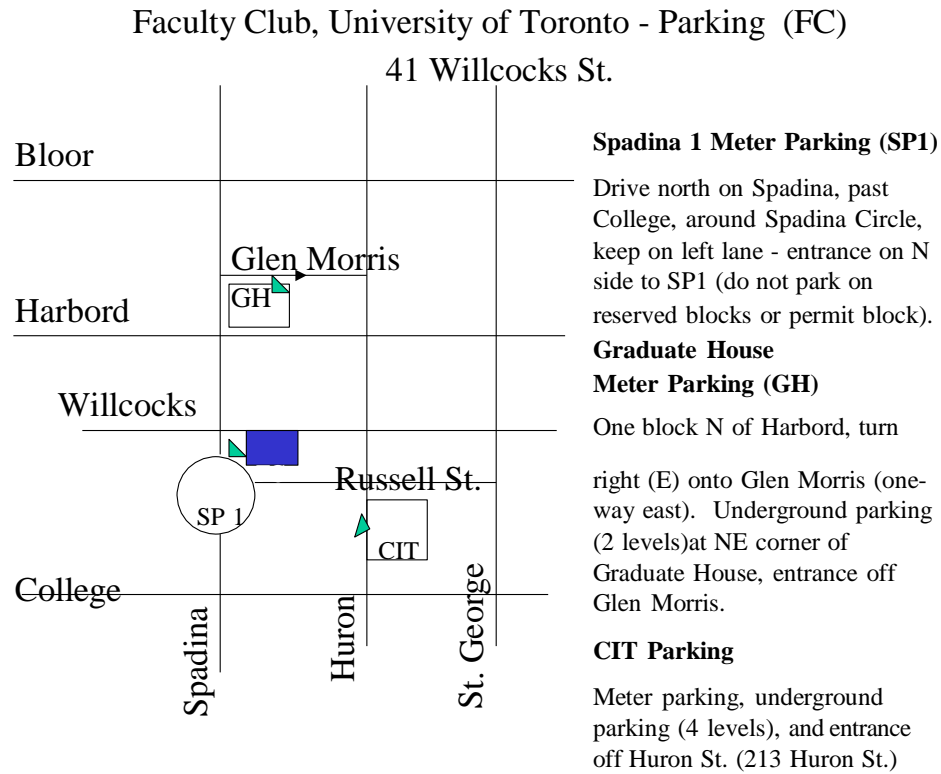 Faculty Club, University of Toronto - Parking (FC)
41 Willcocks St.
Bloor
Glen Morris
GH
Harbord
Willcocks
Russell St.
SP 1
CIT
College
Spadina
Huron
St. George
Spadina 1 Meter Parking (SP1)
Drive north on Spadina, past
College, around Spadina Circle,
keep on left lane - entrance on N
side to SP1 (do not park on
reserved blocks or permit block).
Graduate House
Meter Parking (GH)
One block N of Harbord, turn
right (E) onto Glen Morris (one-
way east). Underground parking
(2 levels)at NE corner of
Graduate House, entrance off
Glen Morris.
CIT Parking
Meter parking, underground
parking (4 levels), and entrance
off Huron St. (213 Huron St.)